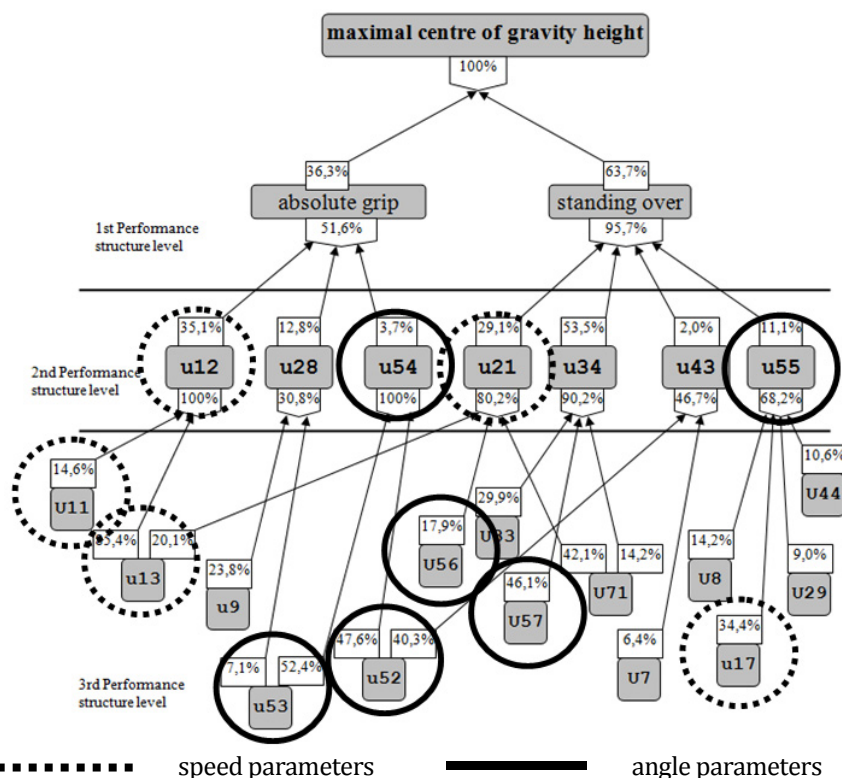 maximal centre of gravity height
100%
36,3%
63,7%
absolute grip
standing over
51,6%
95,7%
1st Performance
structure level
35,1%
12,8%
3,7%
29,1%
53,5%
2,0%
11,1%
u12
u28
u54
u21
u34
u43
u55
2nd Performance
structure level
100%
30,8%
100%
80,2%
90,2%
46,7%
68,2%
14,6%
10,6%
U11
U44
29,9%
U33
85,4%
20,1%
17,9%
42,1%
14,2%
14,2%
9,0%
u13
U56
U71
U8
U29
23,8%
46,1%
u9
U57
34,4%
6,4%
u17
U7
47,6%
40,3%
u52
7,1%
52,4%
u53
3rd Performance
structure level
speed parameters
angle parameters